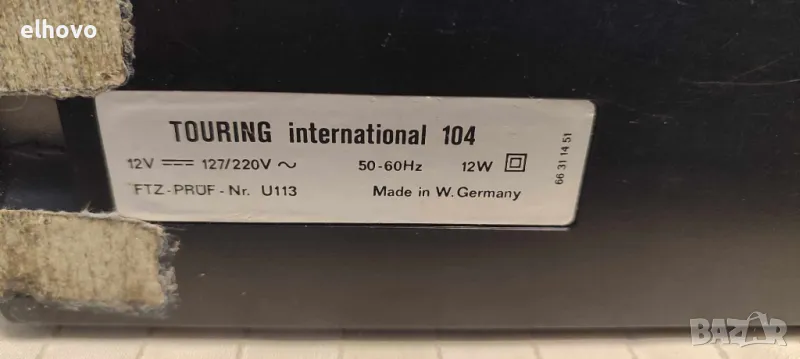 elhovo
TOURING international 104
12V 127/220V ~ 50-60Hz 12W
FTZ-PRÜF-Nr. U113 Made in W. Germany
66 31 14 51
BAZAR